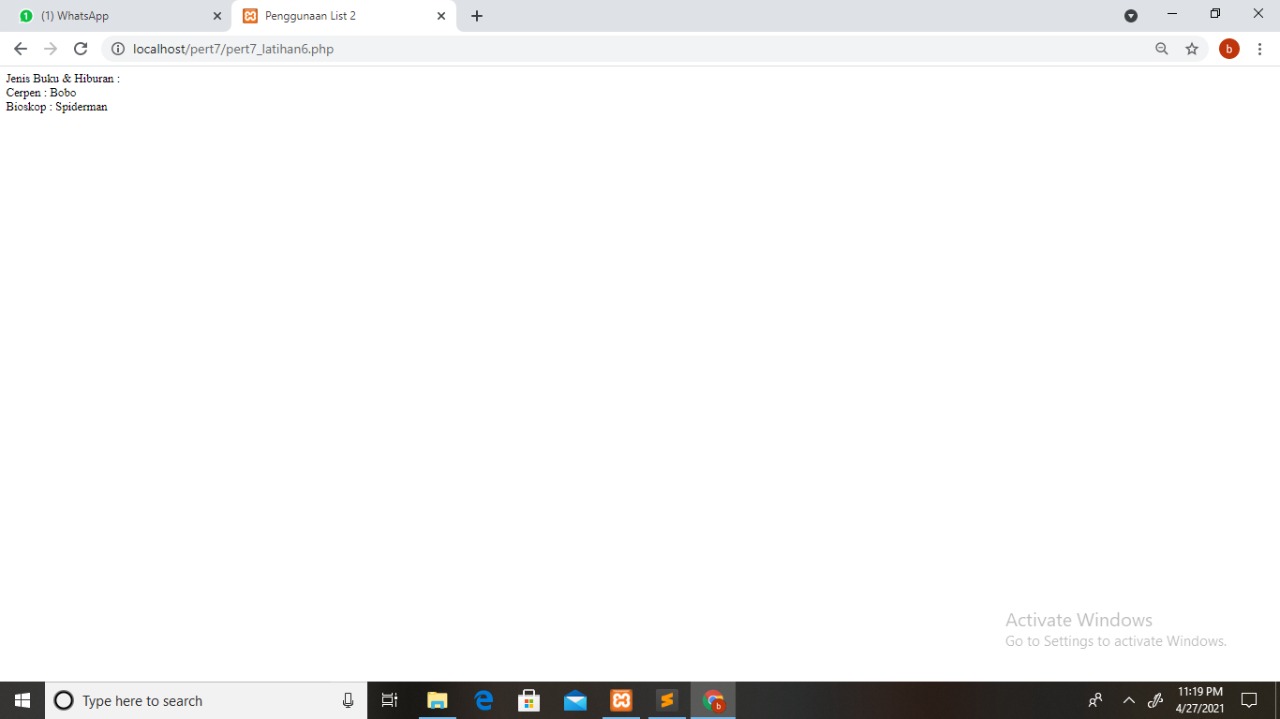 (1) WhatsApp
Penggunaan List 2
localhost/pert7/pert7_latihan6.php
b
Jenis Buku & Hiburan :
Cerpen : Bobo
Bioskop : Spiderman
Activate Windows
Go to Settings to activate Windows.
Type here to search
11:19 PM
4/27/2021